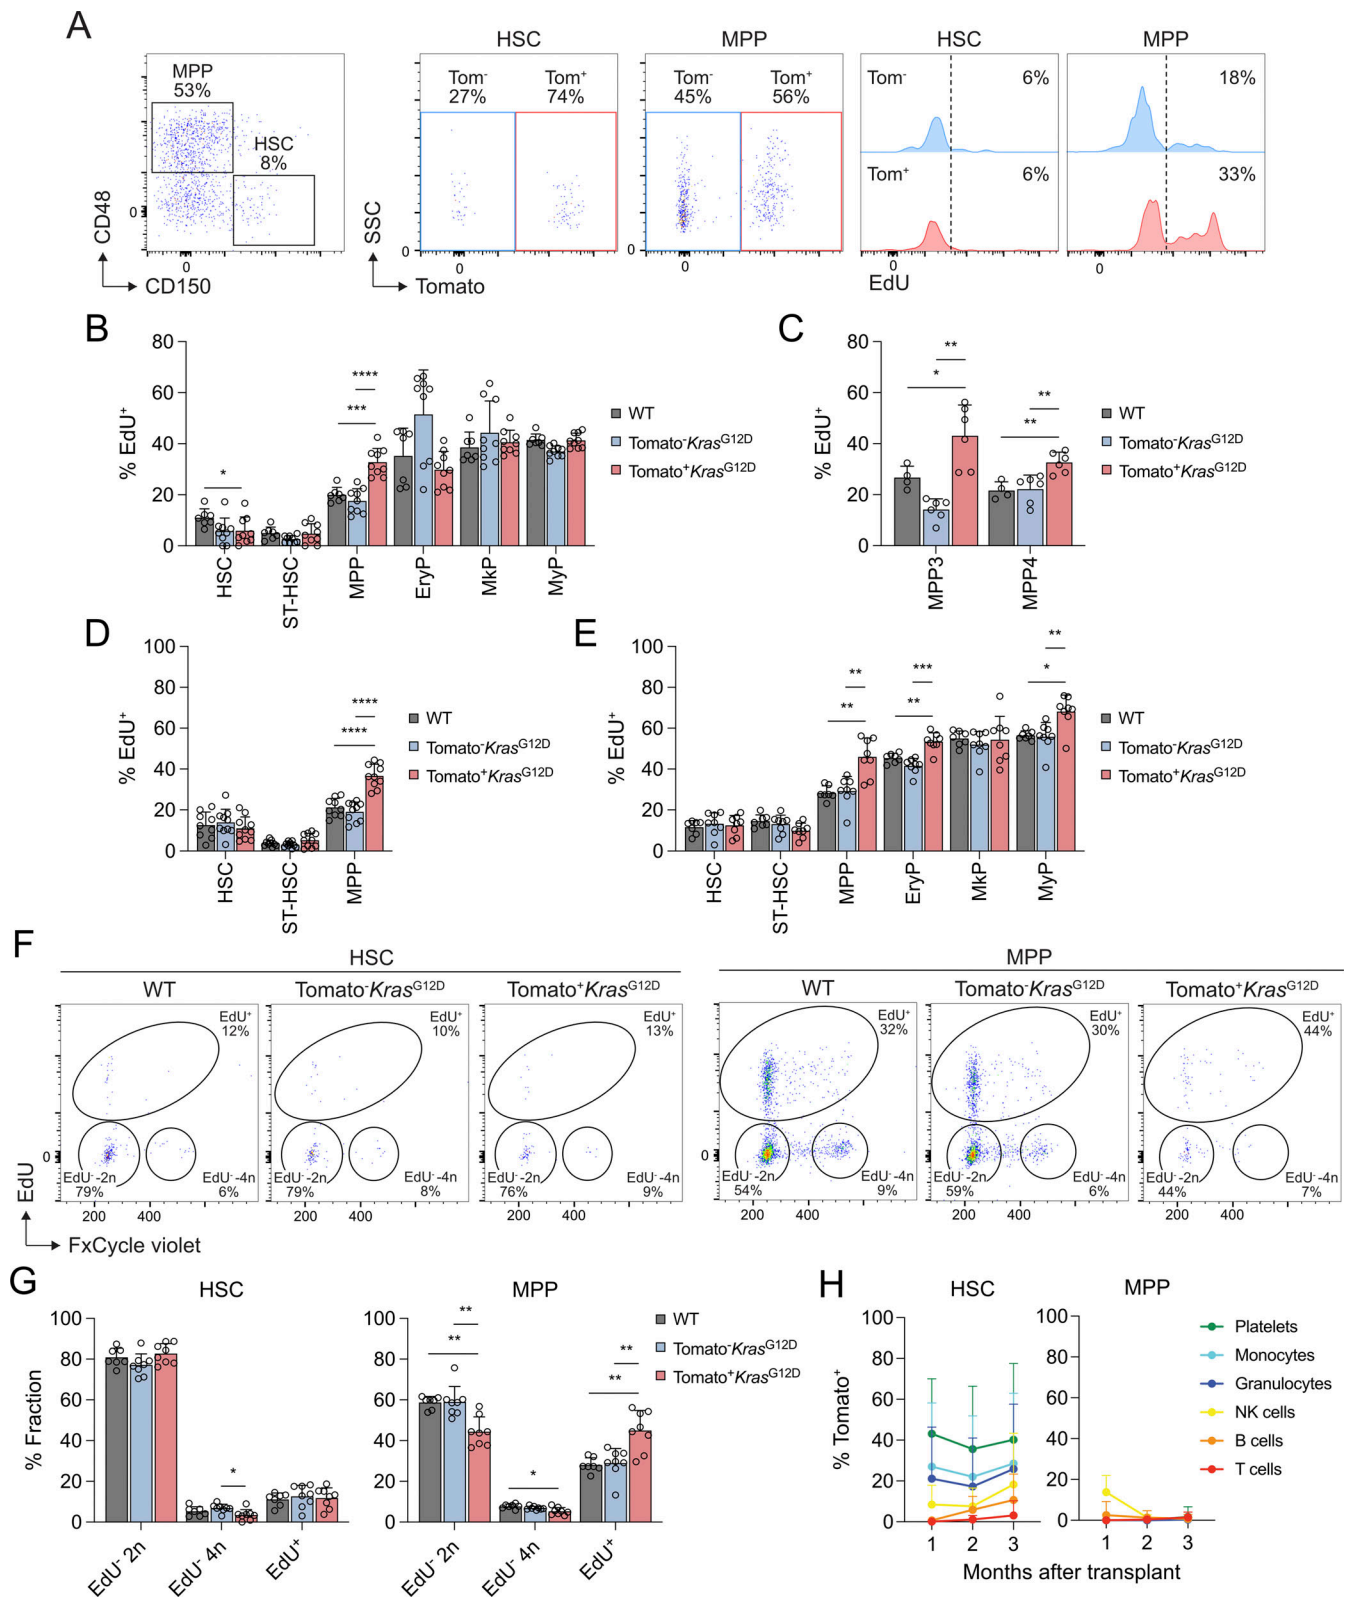 A
HSC
MPP
HSC
MPP
MPP
53%
HSC
8%
CD48
0
0
CD150
Tom-
27%
Tom+
74%
Tom-
45%
Tom+
56%
SSC
0
0
0
0
Tomato
Tom-
6%
18%
Tom+
6%
33%
0
0
EdU
B
% EdU+
80
60
40
20
0
*
***
****
HSC
ST-HSC
MPP
EryP
MkP
MyP
WT
Tomato-KrasG12D
Tomato+KrasG12D
C
% EdU+
80
60
40
20
0
**
*
**
**
MPP3
MPP4
WT
Tomato-KrasG12D
Tomato+KrasG12D
D
% EdU+
100
80
60
40
20
0
****
****
HSC
ST-HSC
MPP
WT
Tomato-KrasG12D
Tomato+KrasG12D
E
% EdU+
100
80
60
40
20
0
**
**
***
**
**
*
HSC
ST-HSC
MPP
EryP
MkP
MyP
WT
Tomato-KrasG12D
Tomato+KrasG12D
F
HSC
MPP
WT
Tomato-KrasG12D
Tomato+KrasG12D
WT
Tomato-KrasG12D
Tomato+KrasG12D
EdU+
12%
EdU+
10%
EdU+
13%
EdU+
32%
EdU+
30%
EdU+
44%
0
0
EdU- -2n
79%
EdU- -4n
6%
EdU- -2n
79%
EdU- -4n
8%
EdU- -2n
76%
EdU- -4n
9%
EdU- -2n
54%
EdU- -4n
9%
EdU- -2n
59%
EdU- -4n
6%
EdU- -2n
44%
EdU- -4n
7%
200 400
200 400
200 400
200 400
200 400
200 400
EdU
FxCycle violet
G
HSC
% Fraction
100
80
60
40
20
0
*
EdU- 2n
EdU- 4n
EdU+
MPP
100
80
60
40
20
0
**
**
*
**
**
EdU- 2n
EdU- 4n
EdU+
WT
Tomato-KrasG12D
Tomato+KrasG12D
H
HSC
MPP
% Tomato+
100
80
60
40
20
0
1 2 3
100
80
60
40
20
0
1 2 3
Months after transplant
Platelets
Monocytes
Granulocytes
NK cells
B cells
T cells